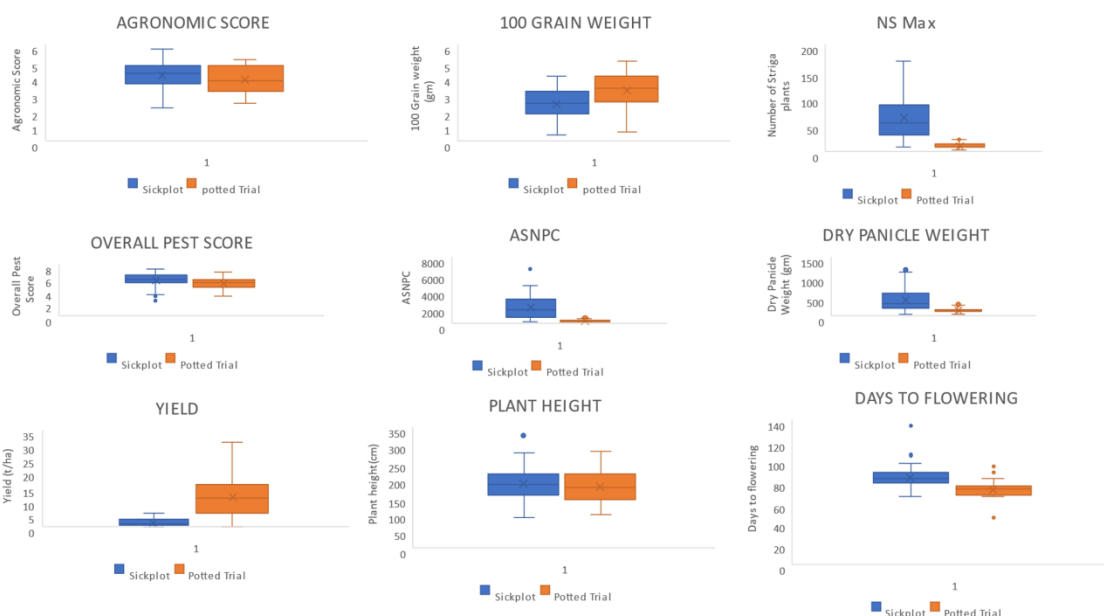 AGRONOMIC SCORE
Agronomic Score
6
5
4
3
2
1
0
1
Sickplot potted Trial
100 GRAIN WEIGHT
100 Grain weight
(gm)
6
5
4
3
2
1
0
1
Sickplot potted Trial
NS Max
Number of Striga
plants
200
150
100
50
0
1
Sickplot Potted Trial
OVERALL PEST SCORE
Overall Pest
Score
8
6
4
2
0
1
Sickplot Potted Trial
ASNPC
ASNPC
8000
6000
4000
2000
0
1
Sickplot Potted Trial
DRY PANICLE WEIGHT
Dry Panicle
Weight (gm)
1500
1000
500
0
1
Sickplot Potted Trial
YIELD
Yield (t/ha)
35
30
25
20
15
10
5
0
1
Sickplot Potted Trial
PLANT HEIGHT
Plant height(cm)
350
300
250
200
150
100
50
0
1
Sickplot Potted Trial
DAYS TO FLOWERING
Days to flowering
140
120
100
80
60
40
20
0
1
Sickplot Potted Trial